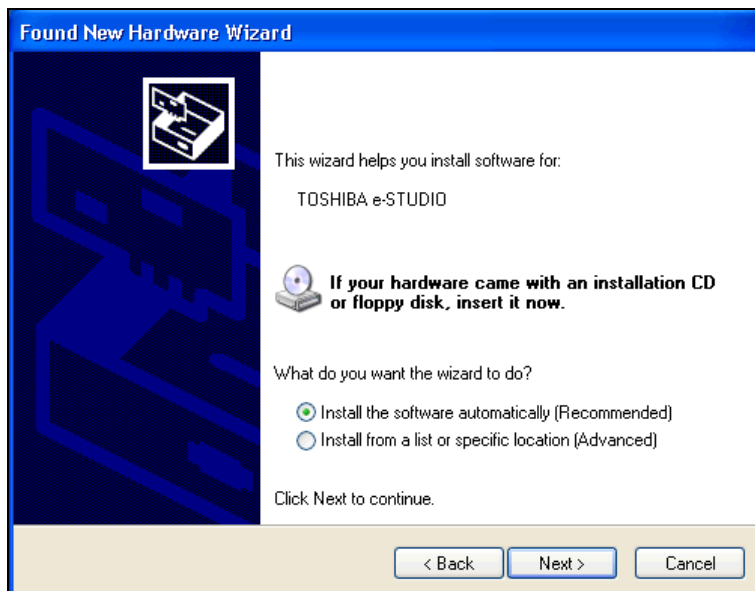 Found New Hardware Wizard
This wizard helps you install software for:
TOSHIBA e-STUDIO
If your hardware came with an installation CD
or floppy disk, insert it now.
What do you want the wizard to do?
Install the software automatically (Recommended)
Install from a list or specific location (Advanced)
Click Next to continue.
< Back
Next >
Cancel